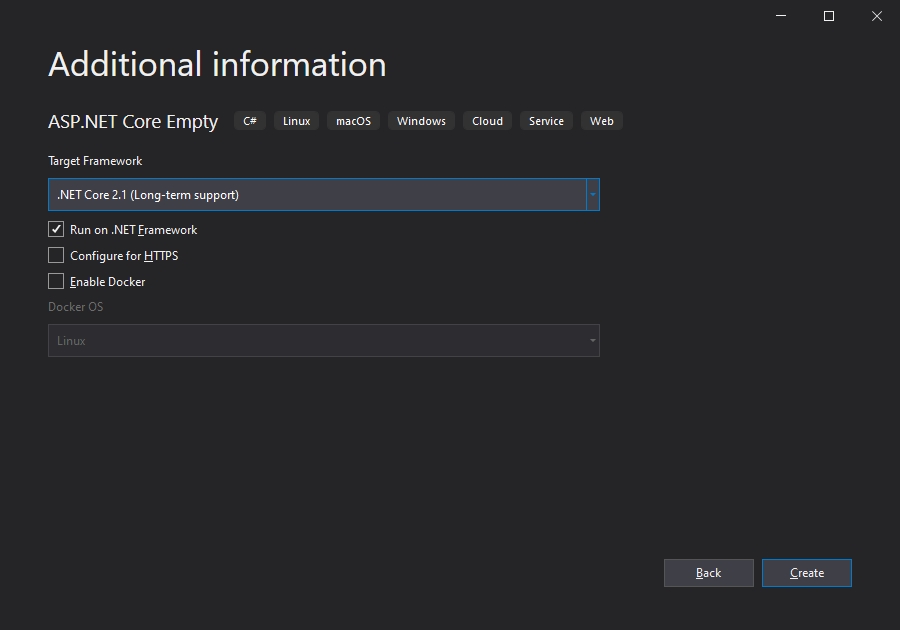 Additional information
ASP.NET Core Empty C# Linux macOS Windows Cloud Service Web
Target Framework
.NET Core 2.1 (Long-term support)
Run on .NET Framework
Configure for HTTPS
Enable Docker
Docker OS
Linux
Back Create